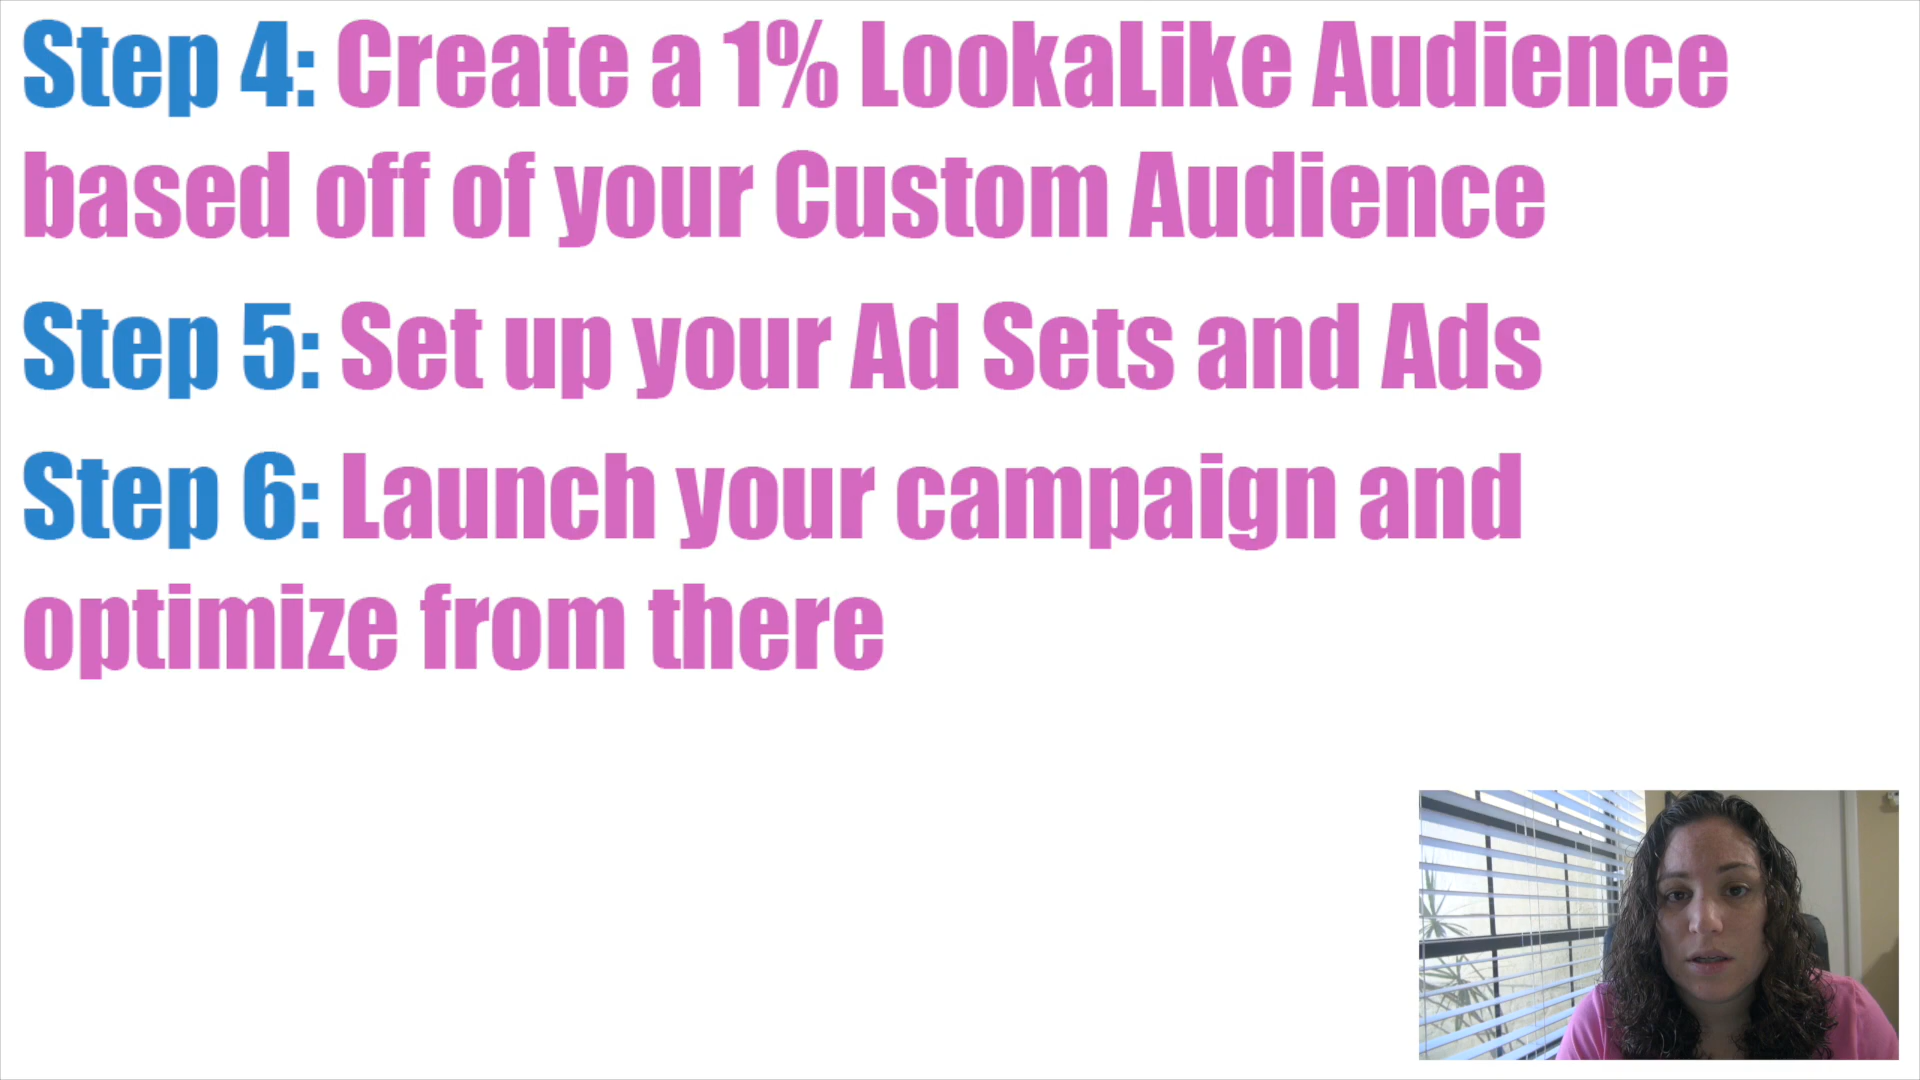 Step 4: Create a 1% LookaLike Audience
based off of your Custom Audience
Step 5: Set up your Ad Sets and Ads
Step 6: Launch your campaign and
optimize from there